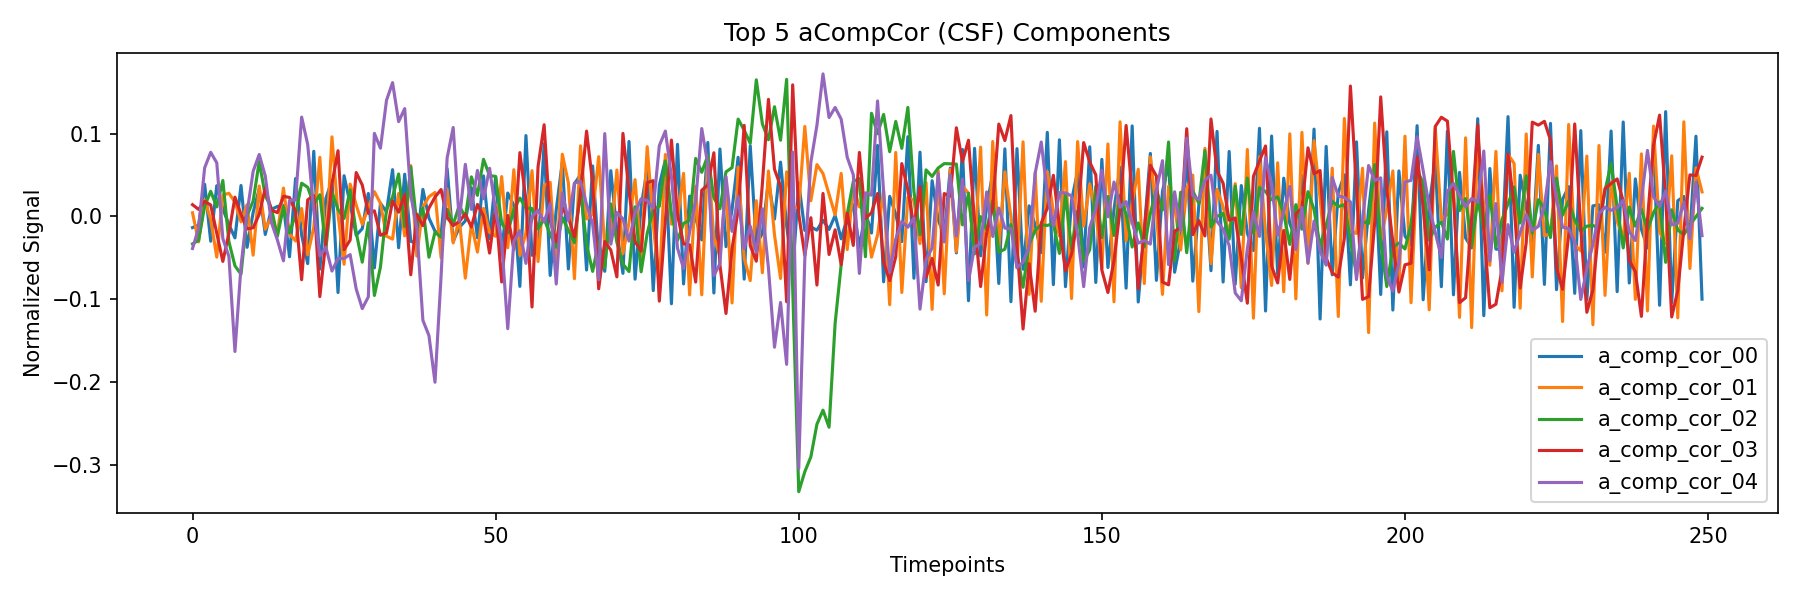 Top 5 aCompCor (CSF) Components
Normalized Signal
0.1
0.0
−0.1
−0.2
−0.3
0
50
100
150
200
250
Timepoints
a_comp_cor_00
a_comp_cor_01
a_comp_cor_02
a_comp_cor_03
a_comp_cor_04